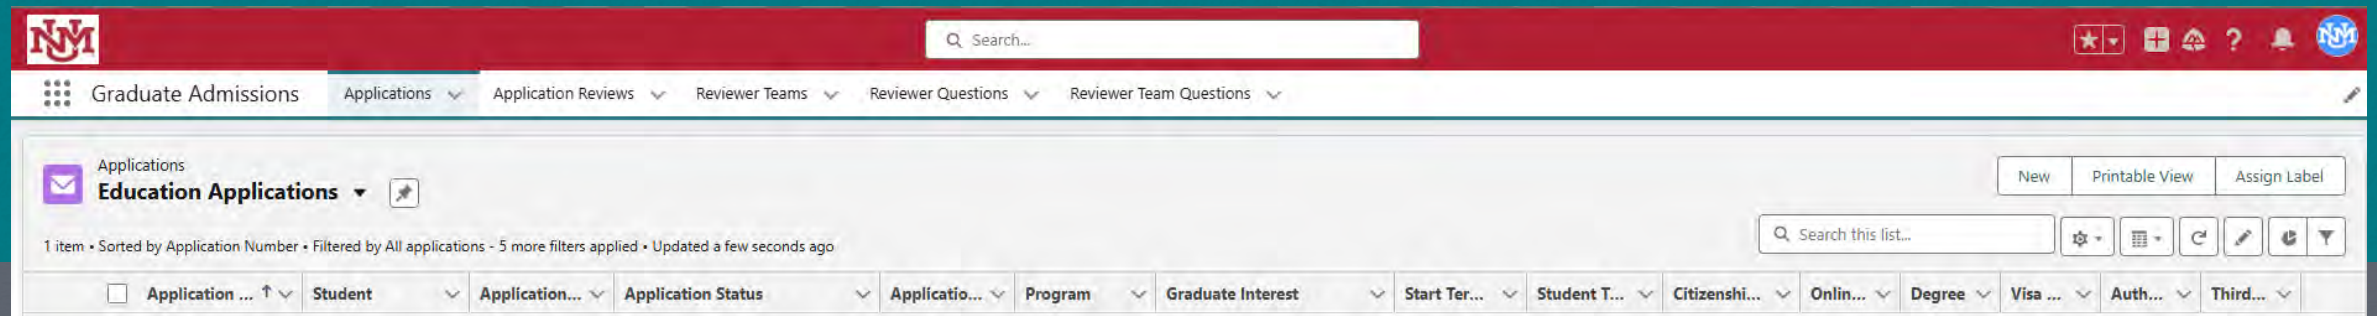 UNM
Search...
UNM
Graduate Admissions Applications Application Reviews Reviewer Teams Reviewer Questions Reviewer Team Questions
Applications
Education Applications
New Printable View Assign Label
1 item • Sorted by Application Number • Filtered by All applications - 5 more filters applied • Updated a few seconds ago
Search this list...
Application ... Student Application... Application Status Applicatio... Program Graduate Interest Start Ter... Student T... Citizenshi... Onlin... Degree Visa ... Auth... Third...